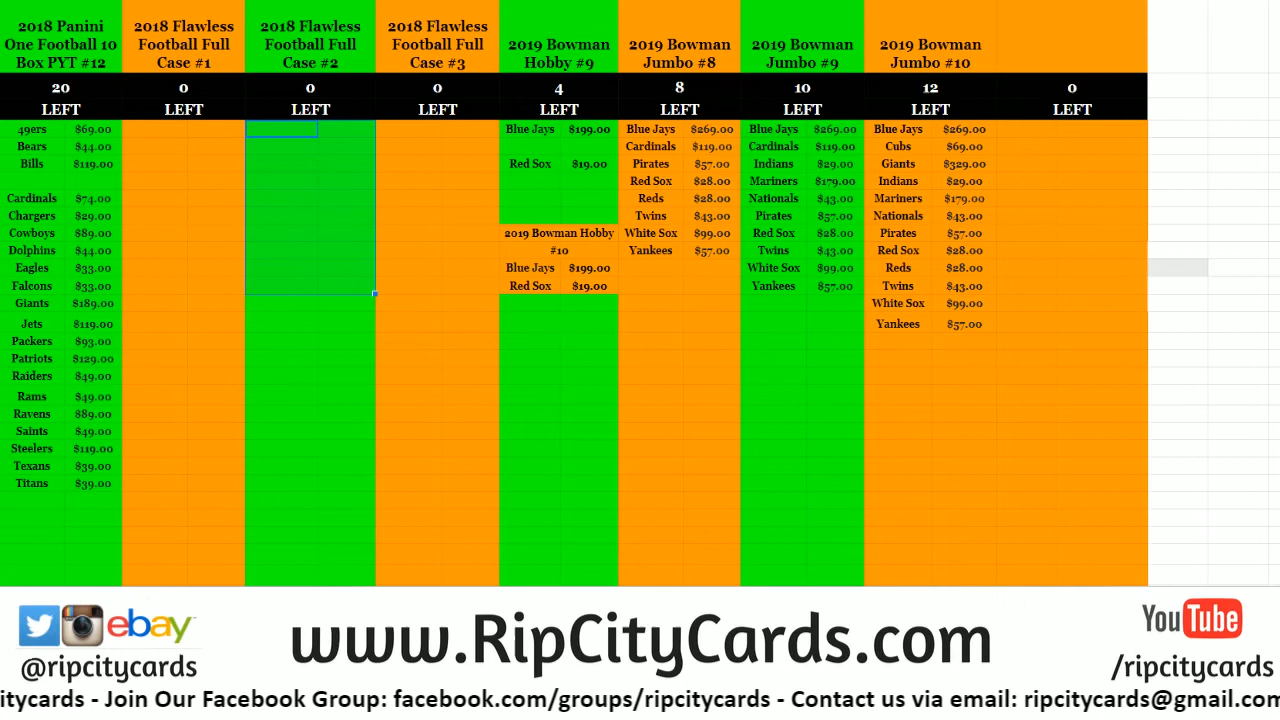 2018 Panini One Football 10 Box PYT #12
20
LEFT
49ers $69.00
Bears $44.00
Bills $119.00
Cardinals $74.00
Chargers $29.00
Cowboys $89.00
Dolphins $44.00
Eagles $33.00
Falcons $33.00
Giants $189.00
Jets $119.00
Packers $93.00
Patriots $129.00
Raiders $49.00
Rams $49.00
Ravens $89.00
Saints $49.00
Steelers $119.00
Texans $39.00
Titans $39.00
2018 Flawless Football Full Case #1
0
LEFT
2018 Flawless Football Full Case #2
0
LEFT
2018 Flawless Football Full Case #3
0
LEFT
2019 Bowman Hobby #9
4
LEFT
Blue Jays $199.00
Red Sox $19.00
2019 Bowman Hobby #10
Blue Jays $199.00
Red Sox $19.00
2019 Bowman Jumbo #8
8
LEFT
Blue Jays $269.00
Cardinals $119.00
Pirates $57.00
Red Sox $28.00
Reds $28.00
Twins $43.00
White Sox $99.00
Yankees $57.00
2019 Bowman Jumbo #9
10
LEFT
Blue Jays $269.00
Cardinals $119.00
Indians $29.00
Mariners $179.00
Nationals $43.00
Pirates $57.00
Red Sox $28.00
Twins $43.00
White Sox $99.00
Yankees $57.00
2019 Bowman Jumbo #10
12
LEFT
Blue Jays $269.00
Cubs $69.00
Giants $329.00
Indians $29.00
Mariners $179.00
Nationals $43.00
Pirates $57.00
Red Sox $28.00
Reds $28.00
Twins $43.00
White Sox $99.00
Yankees $57.00
0
LEFT
ebay
@ripcitycards
www.RipCityCards.com
YouTube
/ripcitycards
itycards - Join Our Facebook Group: facebook.com/groups/ripcitycards - Contact us via email: ripcitycards@gmail.com